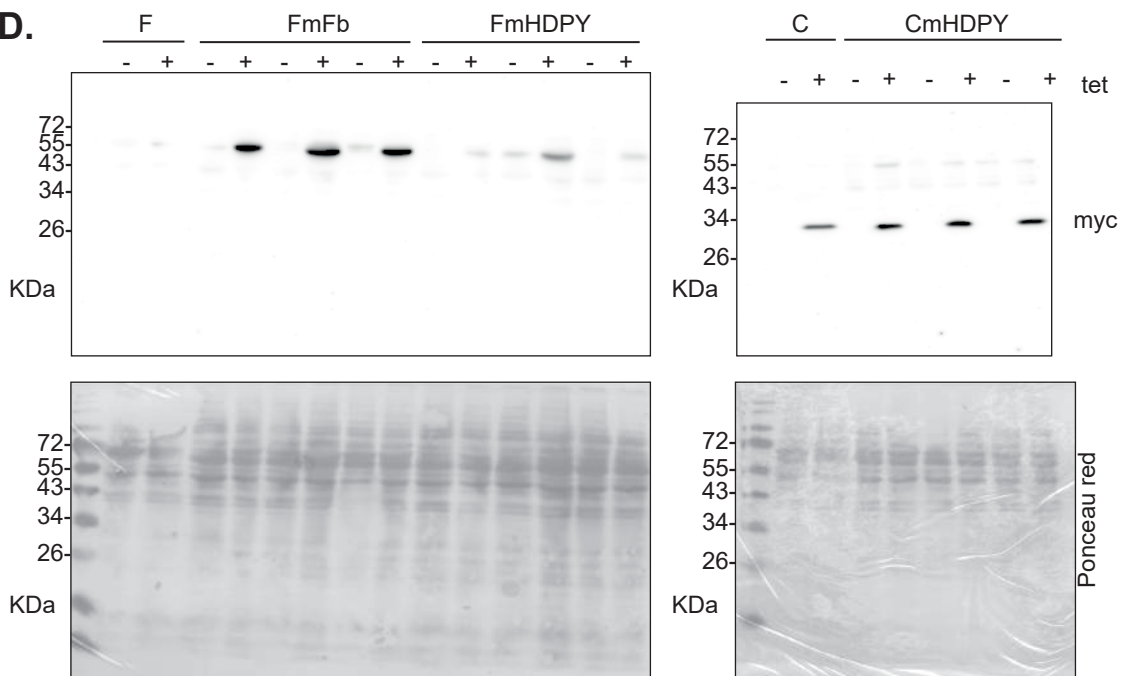 D.
F FmFb FmHDPY
- + - + - + - + - + - + - +
72-
55-
43-
34-
26-
KDa
C CmHDPY
- + - + - + - + tet
72-
55-
43-
34-
26-
KDa
myc
72-
55-
43-
34-
26-
KDa
72-
55-
43-
34-
26-
KDa
Ponceau red